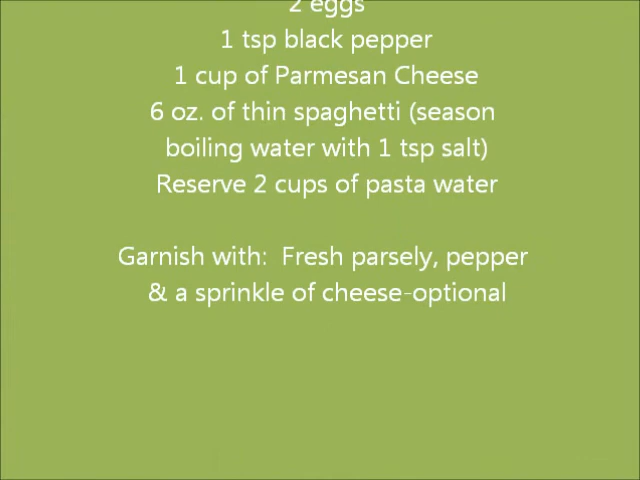 2 eggs
1 tsp black pepper
1 cup of Parmesan Cheese
6 oz. of thin spaghetti (season
boiling water with 1 tsp salt)
Reserve 2 cups of pasta water
Garnish with:  Fresh parsely, pepper
& a sprinkle of cheese-optional